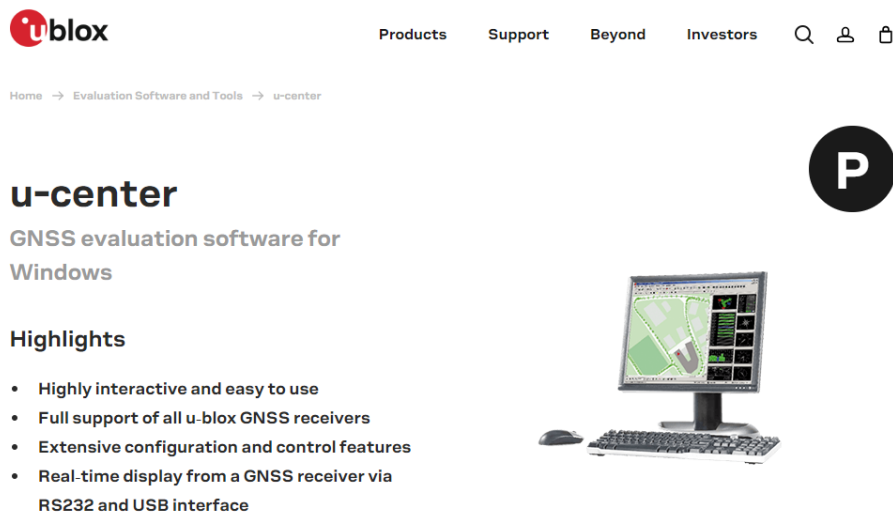 ublox
Products Support Beyond Investors
Home → Evaluation Software and Tools → u-center
P
u-center
GNSS evaluation software for
Windows
Highlights
• Highly interactive and easy to use
• Full support of all u-blox GNSS receivers
• Extensive configuration and control features
• Real-time display from a GNSS receiver via
RS232 and USB interface